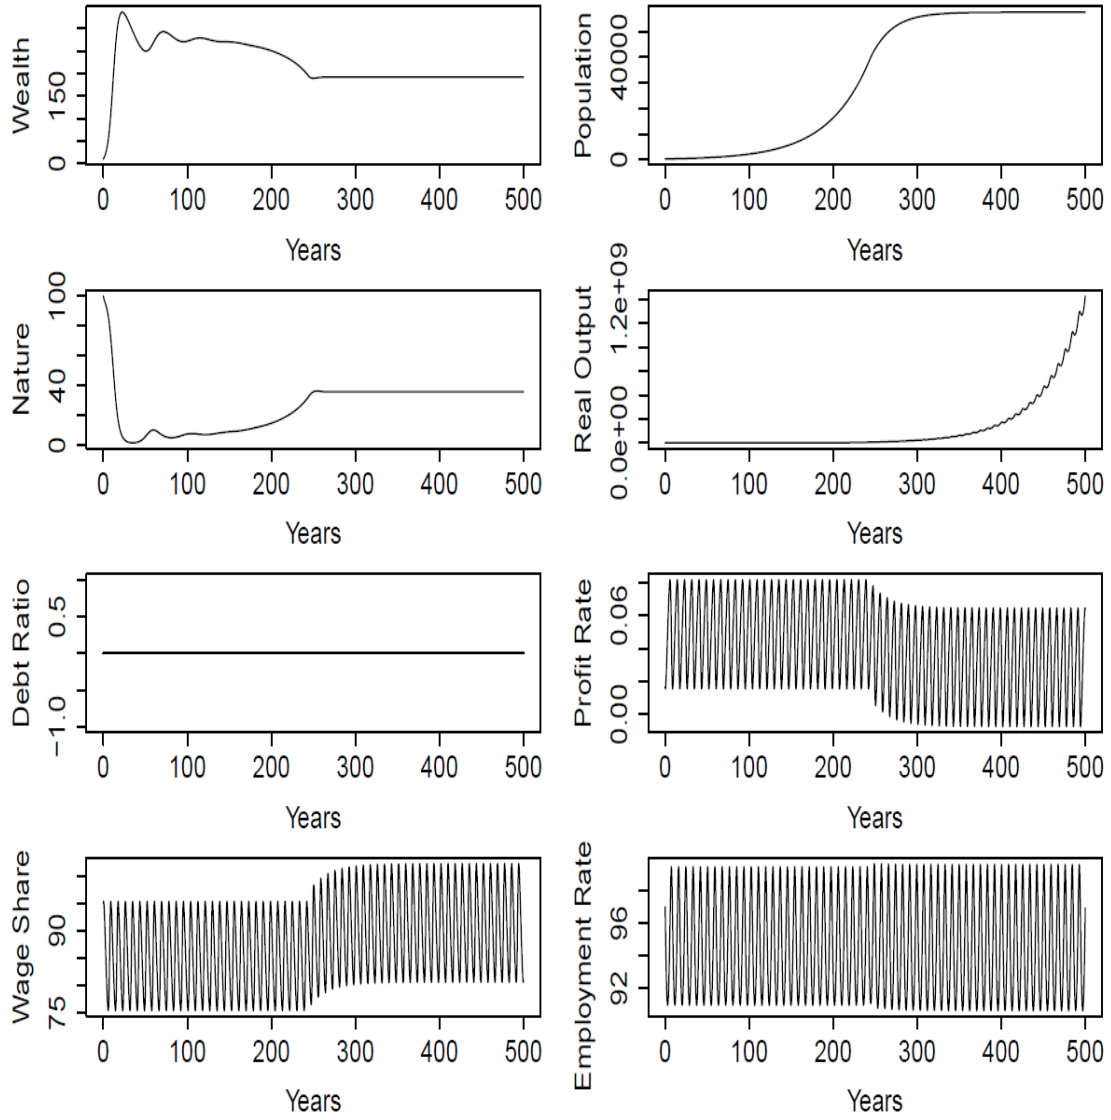 Wealth
0 150
0 100 200 300 400 500
Years
Population
0 40000
0 100 200 300 400 500
Years
Nature
0 40 100
0 100 200 300 400 500
Years
Real Output
0.0e+00 1.2e+09
0 100 200 300 400 500
Years
Debt Ratio
−1.0 0.5
0 100 200 300 400 500
Years
Profit Rate
0.00 0.06
0 100 200 300 400 500
Years
Wage Share
75 90
0 100 200 300 400 500
Years
Employment Rate
92 96
0 100 200 300 400 500
Years